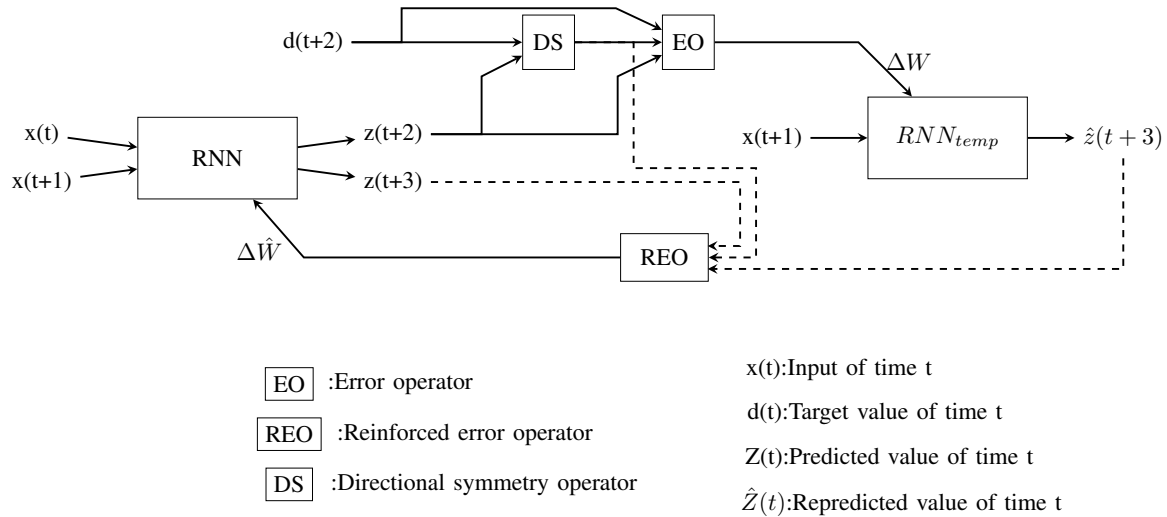 d(t+2)
DS
EO
ΔW
x(t)
x(t+1)
RNN
z(t+2)
z(t+3)
x(t+1)
RNN_temp
ẑ(t + 3)
ΔŴ
REO
EO :Error operator
REO :Reinforced error operator
DS :Directional symmetry operator
x(t):Input of time t
d(t):Target value of time t
Z(t):Predicted value of time t
Ẑ(t):Repredicted value of time t